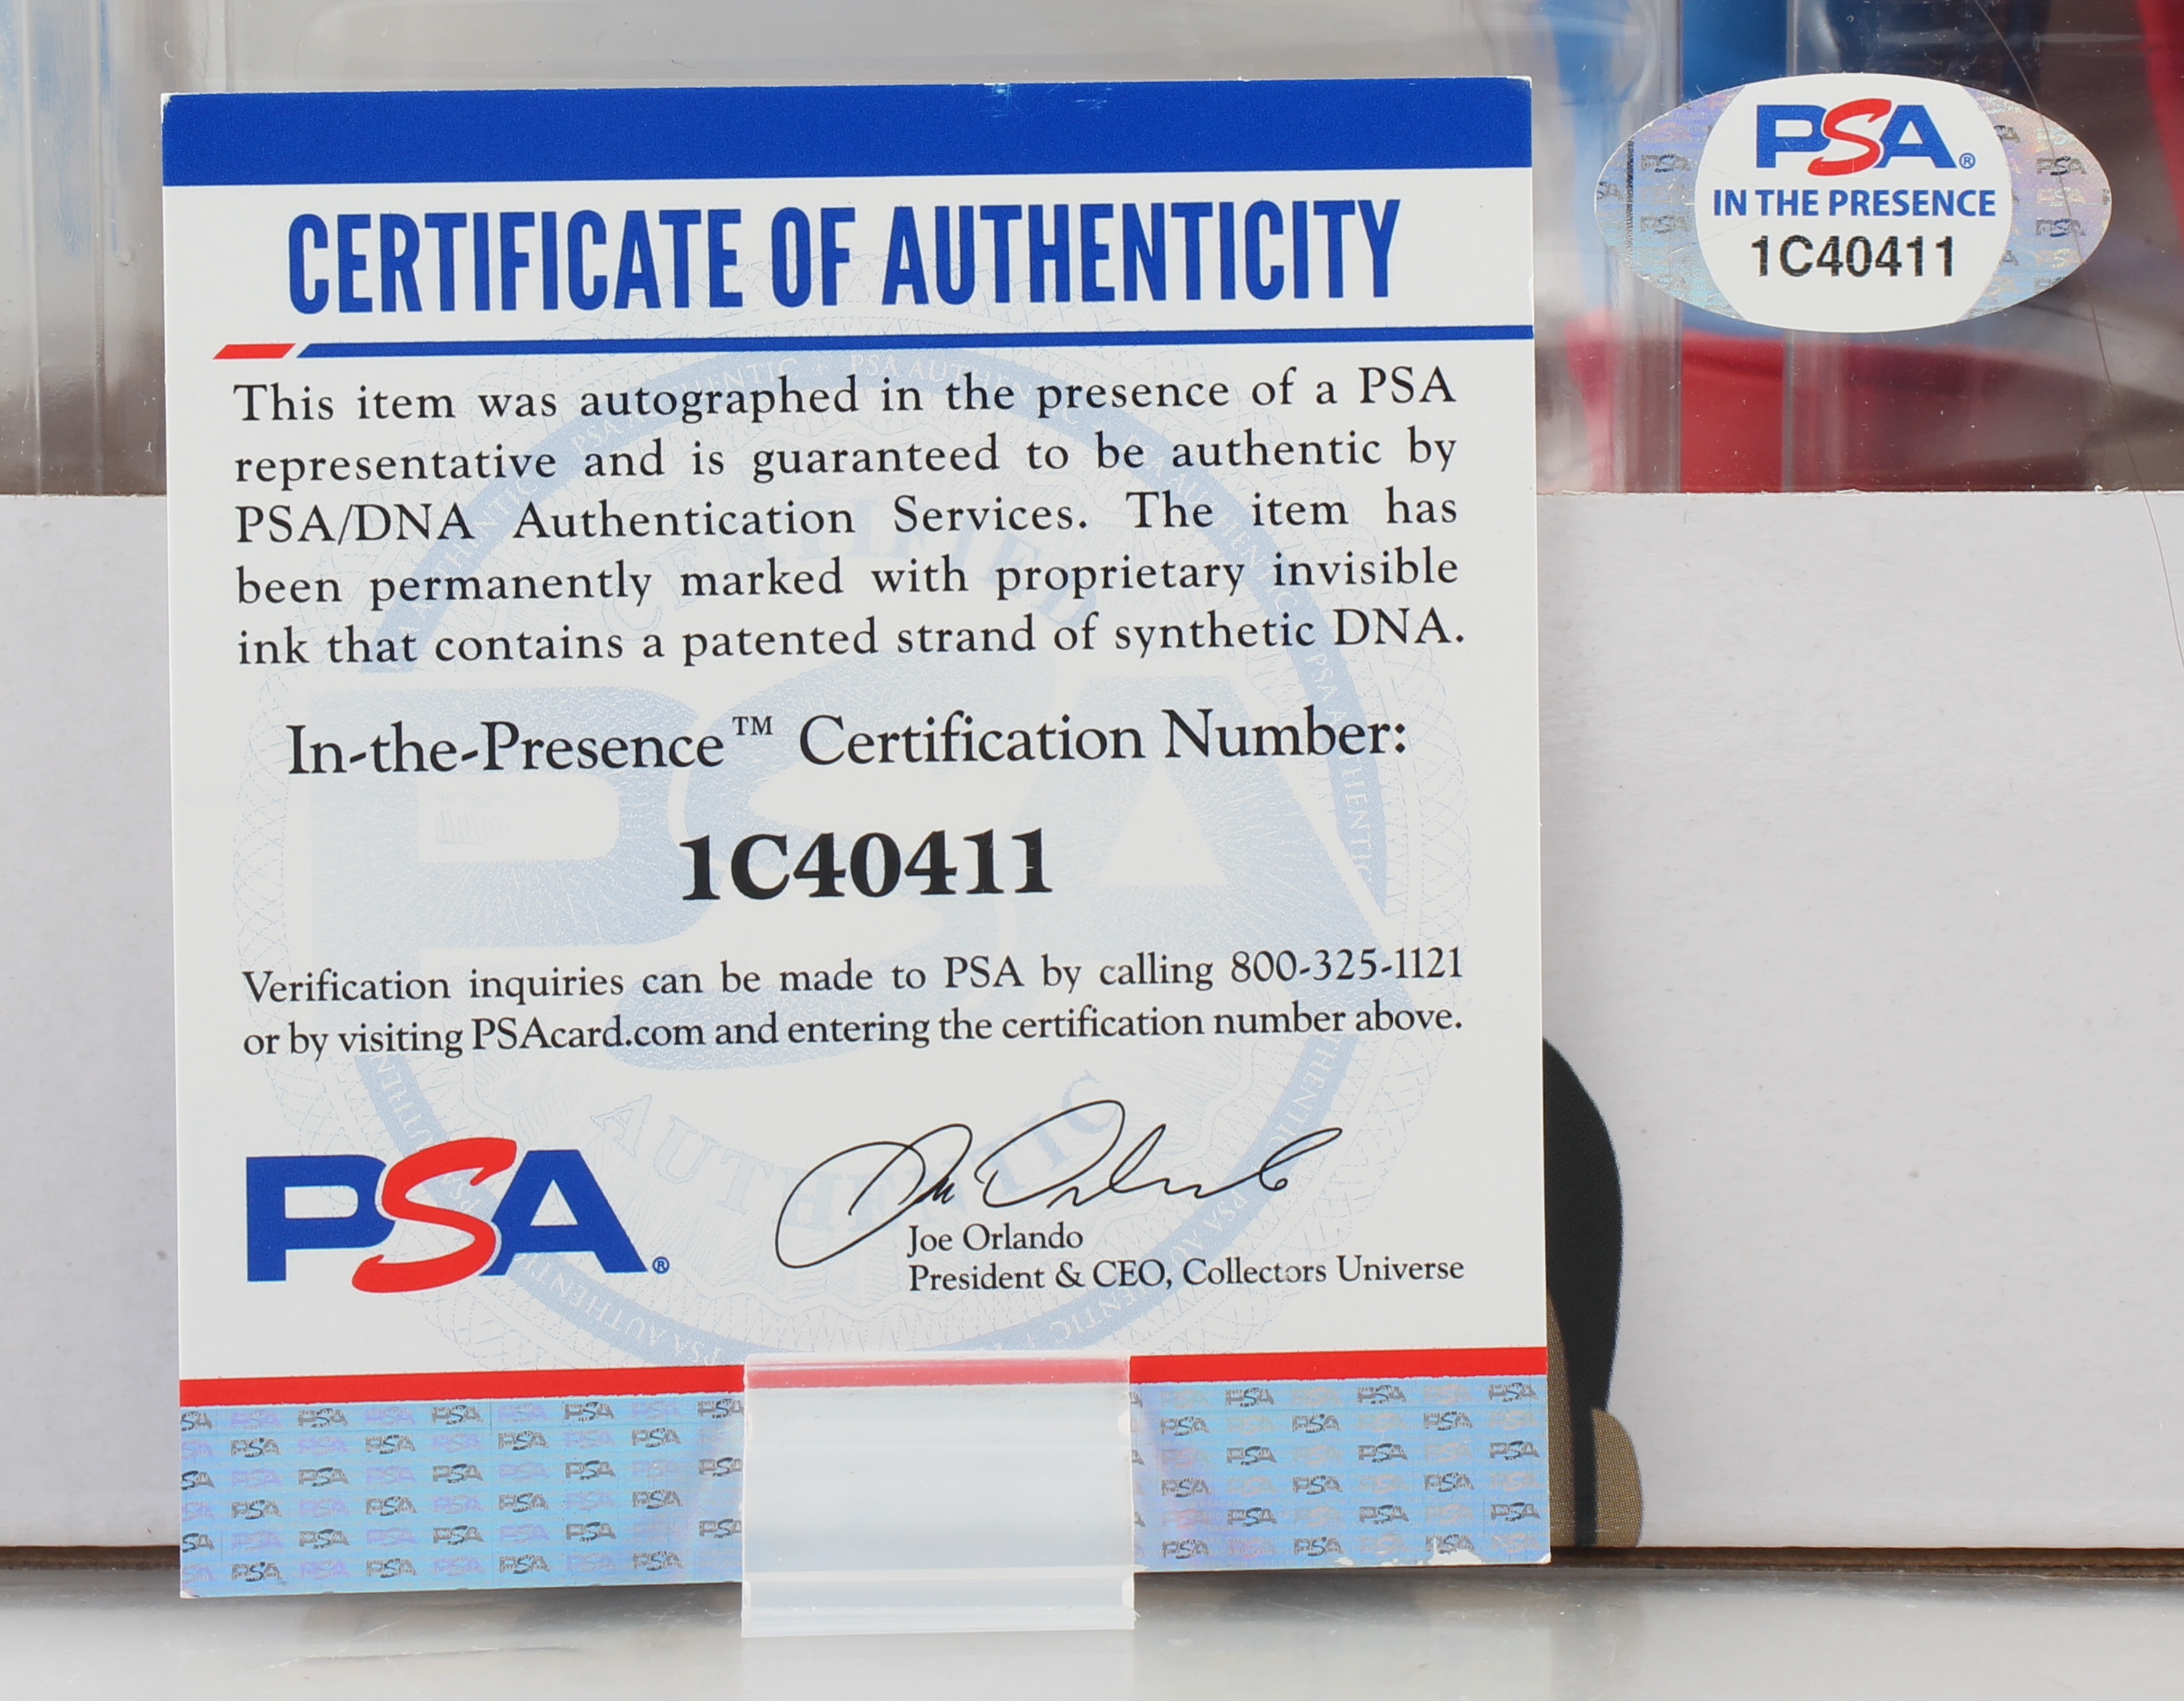 CERTIFICATE OF AUTHENTICITY
This item was autographed in the presence of a PSA
representative and is guaranteed to be authentic by
PSA/DNA Authentication Services. The item has
been permanently marked with proprietary invisible
ink that contains a patented strand of synthetic DNA.
In-the-Presence™ Certification Number:
1C40411
Verification inquiries can be made to PSA by calling 800-325-1121
or by visiting PSAcard.com and entering the certification number above.
PSA®
Joe Orlando
President & CEO, Collectors Universe
PSA®
IN THE PRESENCE
1C40411